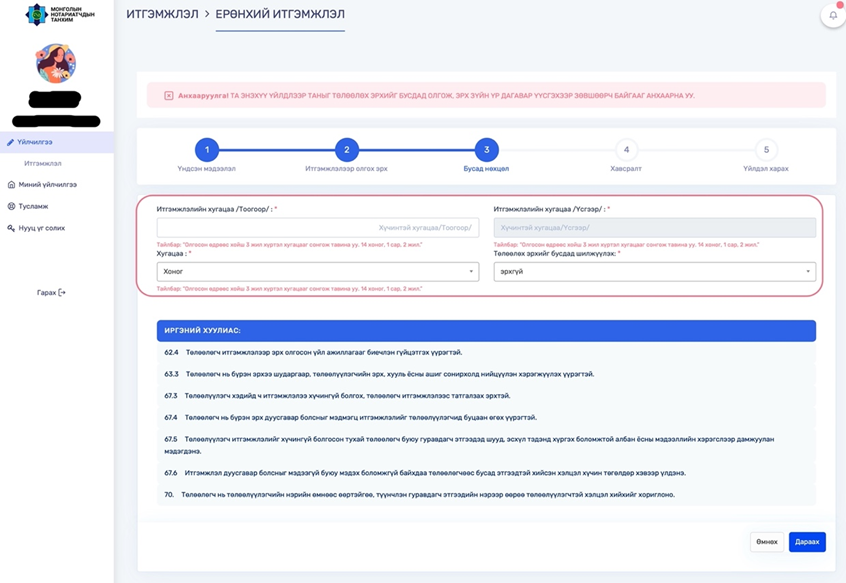 МОНГОЛЫН
НОТАРИАТЧДЫН
ТАНХИМ
ИТГЭМЖЛЭЛ > ЕРӨНХИЙ ИТГЭМЖЛЭЛ
Үйлчилгээ
Итгэмжлэл
Миний үйлчилгээ
Тусламж
Нууц үг солих
Гарах
Анхааруулга! ТА ЭНЭХҮҮ ҮЙЛДЛЭЭР ТАНЫГ ТӨЛӨӨЛӨХ ЭРХИЙГ БУСДАД ОЛГОЖ, ЭРХ ЗҮЙН ҮР ДАГАВАР ҮҮСГЭХЭЭР ЗӨВШӨӨРЧ БАЙГААГ АНХААРНА УУ.
1 2 3 4 5
Үндсэн мэдээлэл Итгэмжлэлээр олгох эрх Бусад нөхцөл Хавсралт Үйлдэл харах
Итгэмжлэлийн хугацаа /Тоогоор/ : * Итгэмжлэлийн хугацаа /Үсгээр/ : *
Хүчинтэй хугацаа/Тоогоор/ Хүчинтэй хугацаа/Үсгээр/
Тайлбар: "Олгосон өдрөөс хойш 3 жил хүртэл хугацааг сонгож тавина уу. 14 хоног, 1 сар, 2 жил." Тайлбар: "Олгосон өдрөөс хойш 3 жил хүртэл хугацааг сонгож тавина уу. 14 хоног, 1 сар, 2 жил."
Хугацаа : * Төлөөлөх эрхийг бусдад шилжүүлэх: *
Хоног эрхгүй
Тайлбар: "Олгосон өдрөөс хойш 3 жил хүртэл хугацааг сонгож тавина уу. 14 хоног, 1 сар, 2 жил."
ИРГЭНИЙ ХУУЛИАС:
62.4 Төлөөлөгч итгэмжлэлээр эрх олгосон үйл ажиллагааг биечлэн гүйцэтгэх үүрэгтэй.
63.3 Төлөөлөгч нь бүрэн эрхээ шударгаар, төлөөлүүлэгчийн эрх, хууль ёсны ашиг сонирхолд нийцүүлэн хэрэгжүүлэх үүрэгтэй.
67.3 Төлөөлүүлэгч хэдийд ч итгэмжлэлээ хүчингүй болгох, төлөөлөгч итгэмжлэлээс татгалзах эрхтэй.
67.4 Төлөөлөгч нь бүрэн эрх дуусгавар болсныг мэдмэгц итгэмжлэлийг төлөөлүүлэгчид буцаан өгөх үүрэгтэй.
67.5 Төлөөлүүлэгч итгэмжлэлийг хүчингүй болгосон тухай төлөөлөгч буюу гуравдагч этгээдэд шууд, эсхүл тэдэнд хүргэх боломжтой албан ёсны мэдээллийн хэрэгслээр дамжуулан
мэдэгдэнэ.
67.6 Итгэмжлэл дуусгавар болсныг мэдээгүй буюу мэдэх боломжгүй байхдаа төлөөлөгчөөс бусад этгээдтэй хийсэн хэлцэл хүчин төгөлдөр хэвээр үлдэнэ.
70. Төлөөлөгч нь төлөөлүүлэгчийн нэрийн өмнөөс өөртэйгөө, түүнчлэн гуравдагч этгээдийн нэрээр өөрөө төлөөлүүлэгчтэй хэлцэл хийхийг хориглоно.
Өмнөх Дараах